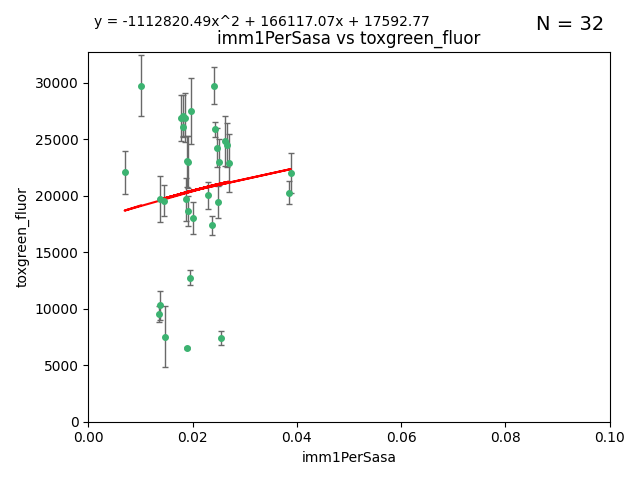 y = -1112820.49x^2 + 166117.07x + 17592.77
N = 32
imm1PerSasa vs toxgreen_fluor
30000
25000
20000
15000
10000
5000
0
toxgreen_fluor
0.00 0.02 0.04 0.06 0.08 0.10
imm1PerSasa